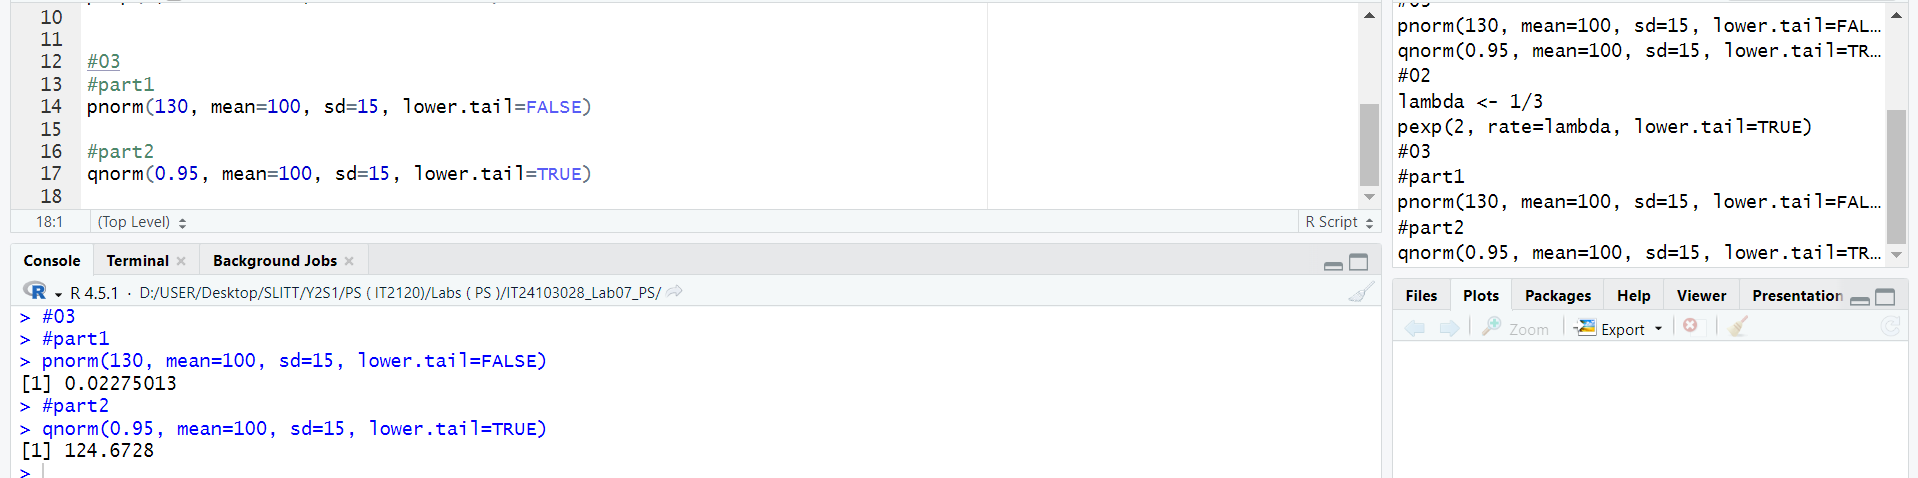 10
11
12 #03
13 #part1
14 pnorm(130, mean=100, sd=15, lower.tail=FALSE)
15
16 #part2
17 qnorm(0.95, mean=100, sd=15, lower.tail=TRUE)
18
18:1 (Top Level) R Script
Console Terminal Background Jobs
R 4.5.1 · D:/USER/Desktop/SLITT/Y2S1/PS ( IT2120)/Labs ( PS )/IT24103028_Lab07_PS/
> #03
> #part1
> pnorm(130, mean=100, sd=15, lower.tail=FALSE)
[1] 0.02275013
> #part2
> qnorm(0.95, mean=100, sd=15, lower.tail=TRUE)
[1] 124.6728
>
pnorm(130, mean=100, sd=15, lower.tail=FAL…
qnorm(0.95, mean=100, sd=15, lower.tail=TR…
#02
lambda <- 1/3
pexp(2, rate=lambda, lower.tail=TRUE)
#03
#part1
pnorm(130, mean=100, sd=15, lower.tail=FAL…
#part2
qnorm(0.95, mean=100, sd=15, lower.tail=TR…
Files Plots Packages Help Viewer Presentation
Zoom Export